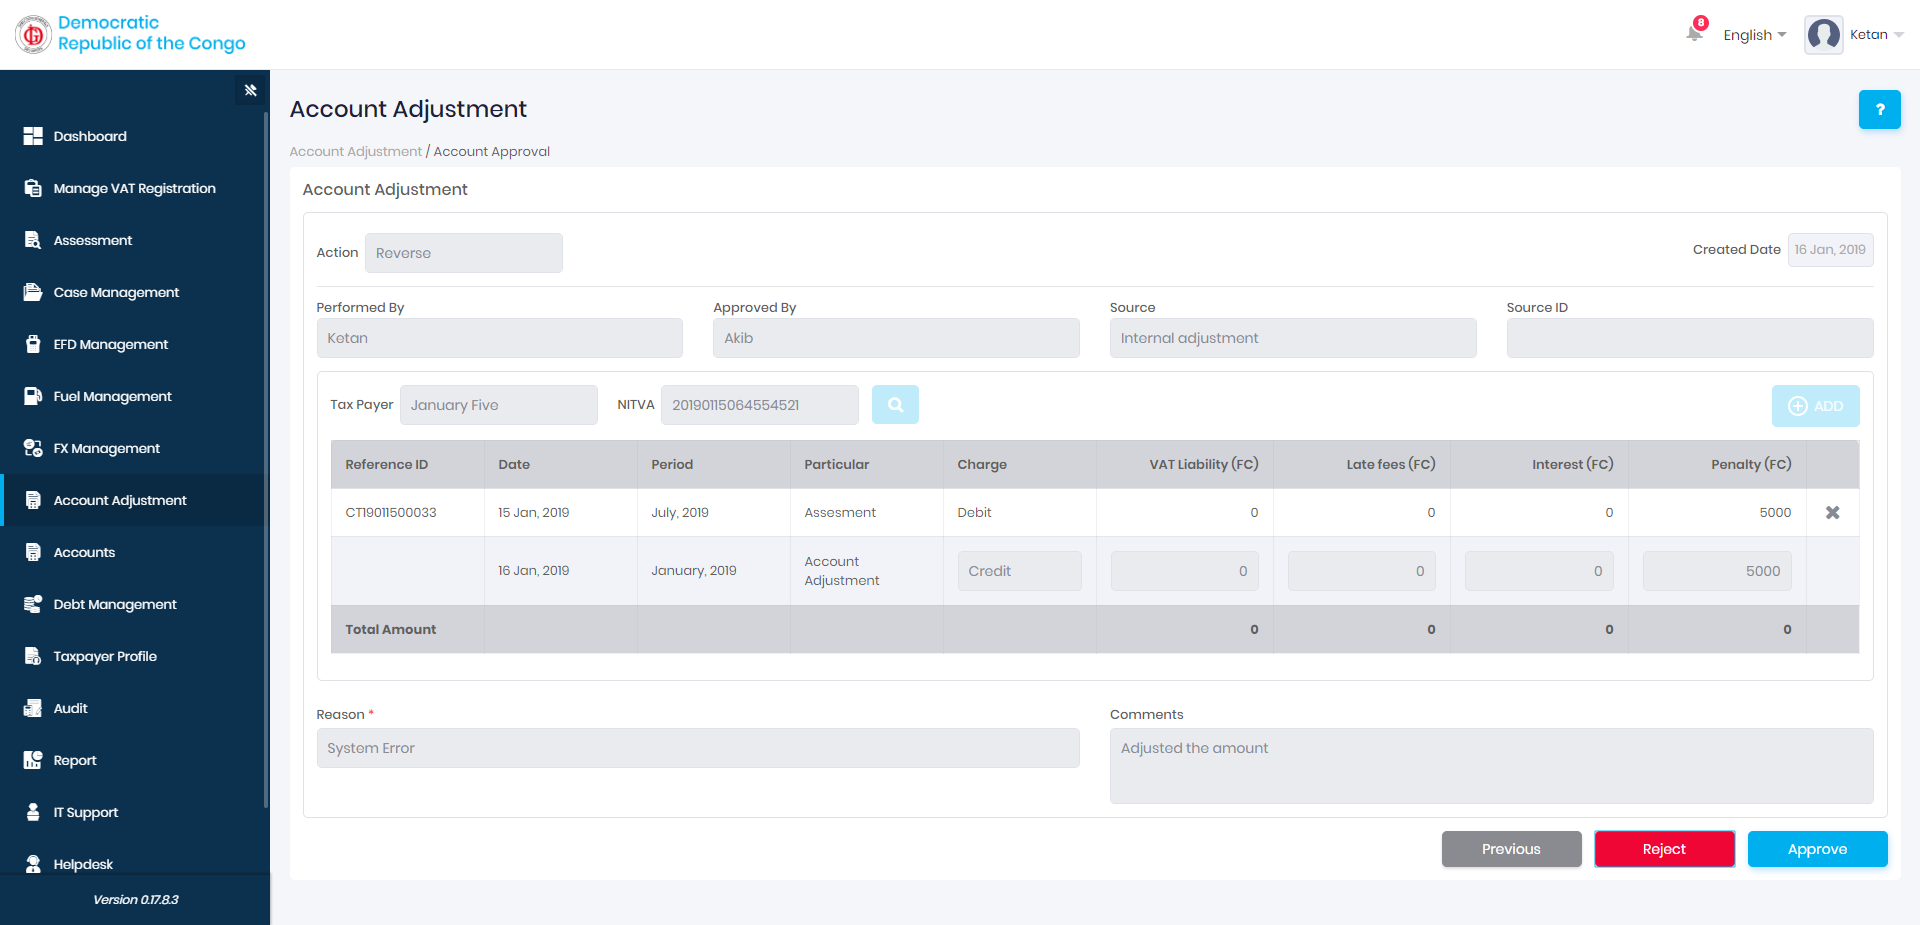 Democratic
Republic of the Congo
8
English
Ketan
Dashboard
Manage VAT Registration
Assessment
Case Management
EFD Management
Fuel Management
FX Management
Account Adjustment
Accounts
Debt Management
Taxpayer Profile
Audit
Report
IT Support
Helpdesk
Version 0.17.8.3
Account Adjustment
?
Account Adjustment / Account Approval
Account Adjustment
Action Reverse Created Date 16 Jan, 2019
Performed By Approved By Source Source ID
Ketan Akib Internal adjustment
Tax Payer January Five NITVA 20190115064554521 ADD
Reference ID Date Period Particular Charge VAT Liability (FC) Late fees (FC) Interest (FC) Penalty (FC)
CT19011500033 15 Jan, 2019 July, 2019 Assesment Debit 0 0 0 5000
16 Jan, 2019 January, 2019 Account Adjustment Credit 0 0 0 5000
Total Amount 0 0 0 0
Reason * Comments
System Error Adjusted the amount
Previous Reject Approve